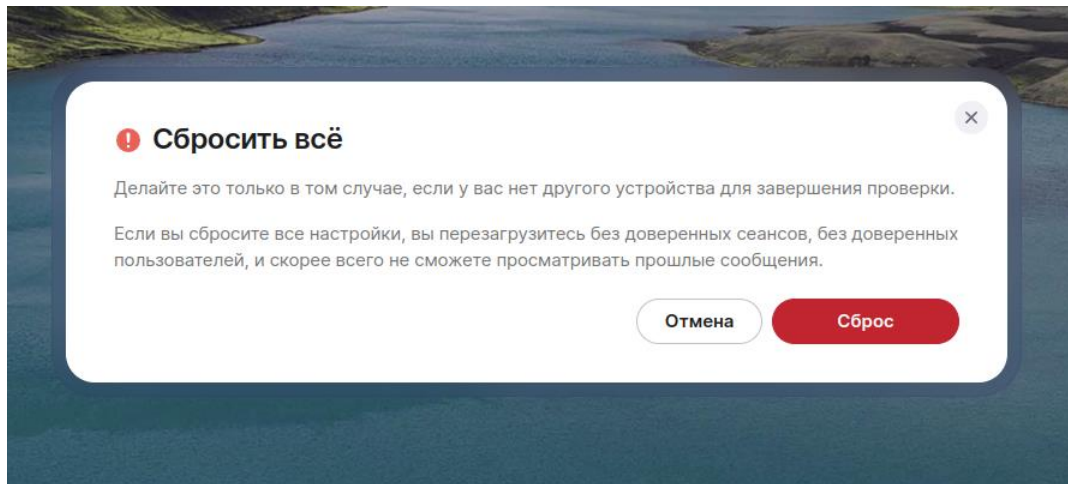 Сбросить всё
Делайте это только в том случае, если у вас нет другого устройства для завершения проверки.
Если вы сбросите все настройки, вы перезагрузитесь без доверенных сеансов, без доверенных
пользователей, и скорее всего не сможете просматривать прошлые сообщения.
Отмена
Сброс